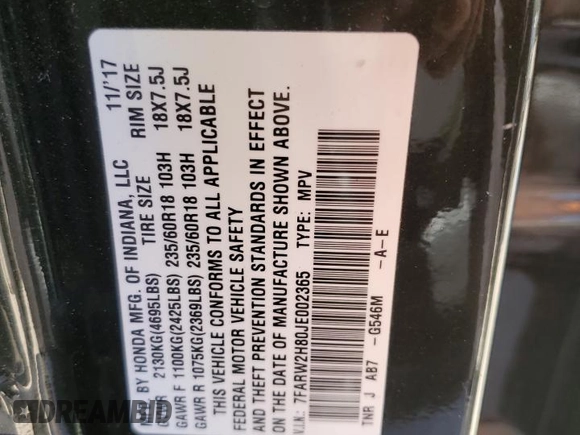 BY HONDA MFG. OF INDIANA, LLC 11/'17
2130KG(4695LBS) TIRE SIZE RIM SIZE
GAWR F 1100KG(2425LBS) 235/60R18 103H 18X7.5J
GAWR R 1075KG(2369LBS) 235/60R18 103H 18X7.5J
THIS VEHICLE CONFORMS TO ALL APPLICABLE
FEDERAL MOTOR VEHICLE SAFETY
AND THEFT PREVENTION STANDARDS IN EFFECT
ON THE DATE OF MANUFACTURE SHOWN ABOVE.
V.I.N.: 7FARW2H80JE002365 TYPE: MPV
TNR J AB7 -G546M -A-E
DREAMBID